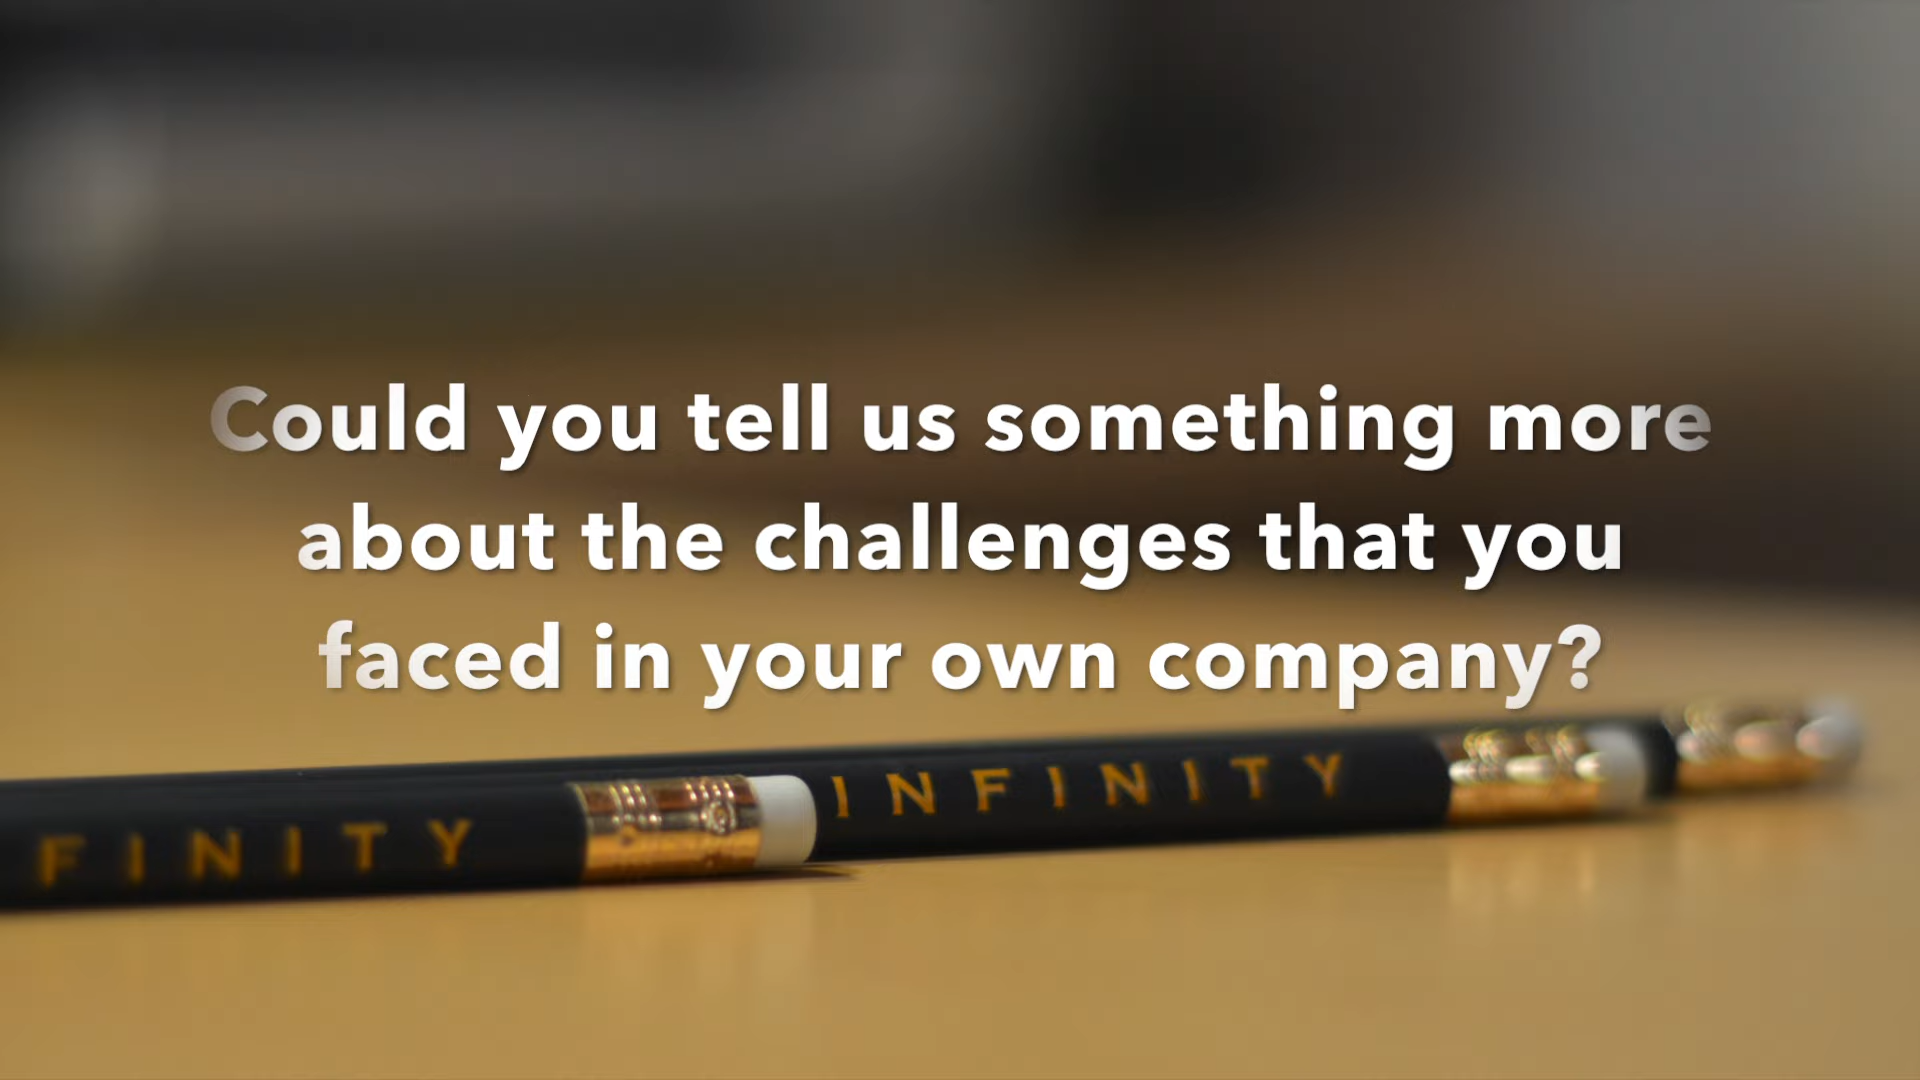 Could you tell us something more
about the challenges that you
faced in your own company?
FINITY
INFINITY